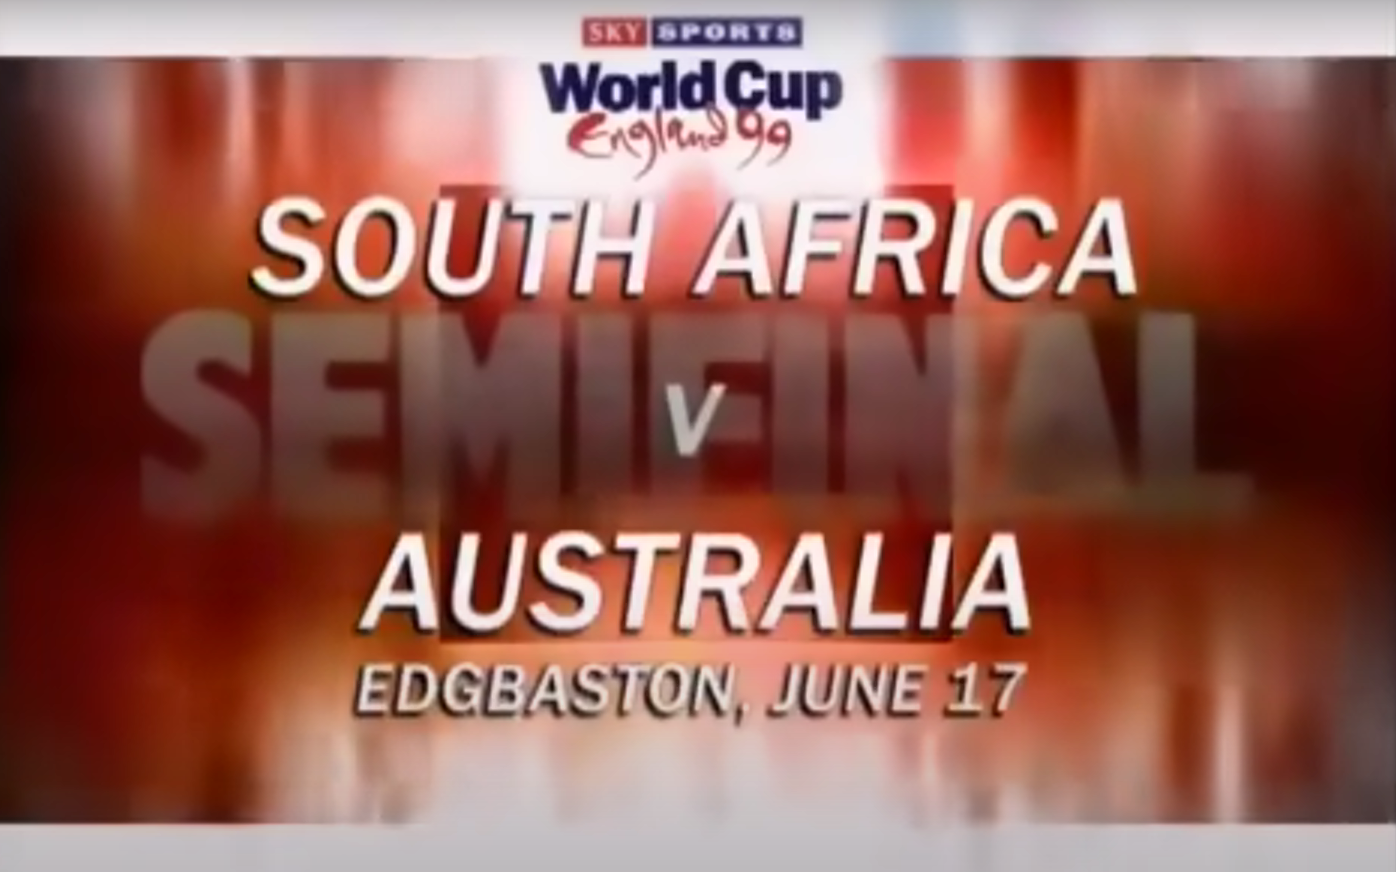 SKY SPORTS
World Cup
England 99
SOUTH AFRICA
SEMIFINAL
V
AUSTRALIA
EDGBASTON, JUNE 17